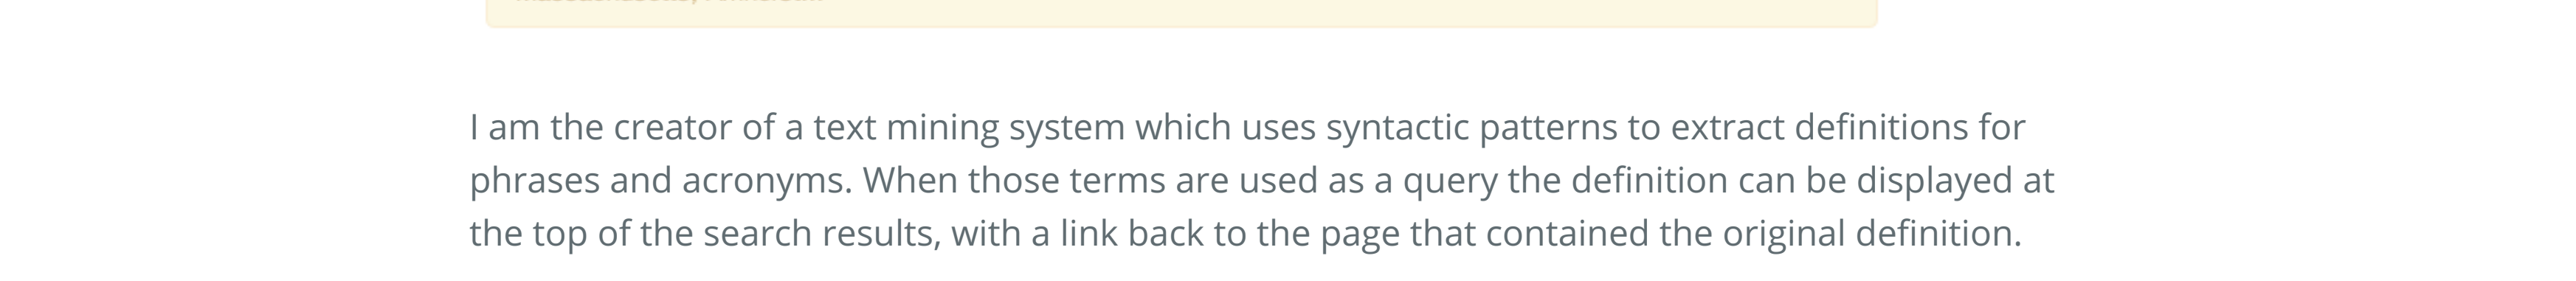 I am the creator of a text mining system which uses syntactic patterns to extract definitions for
phrases and acronyms. When those terms are used as a query the definition can be displayed at
the top of the search results, with a link back to the page that contained the original definition.